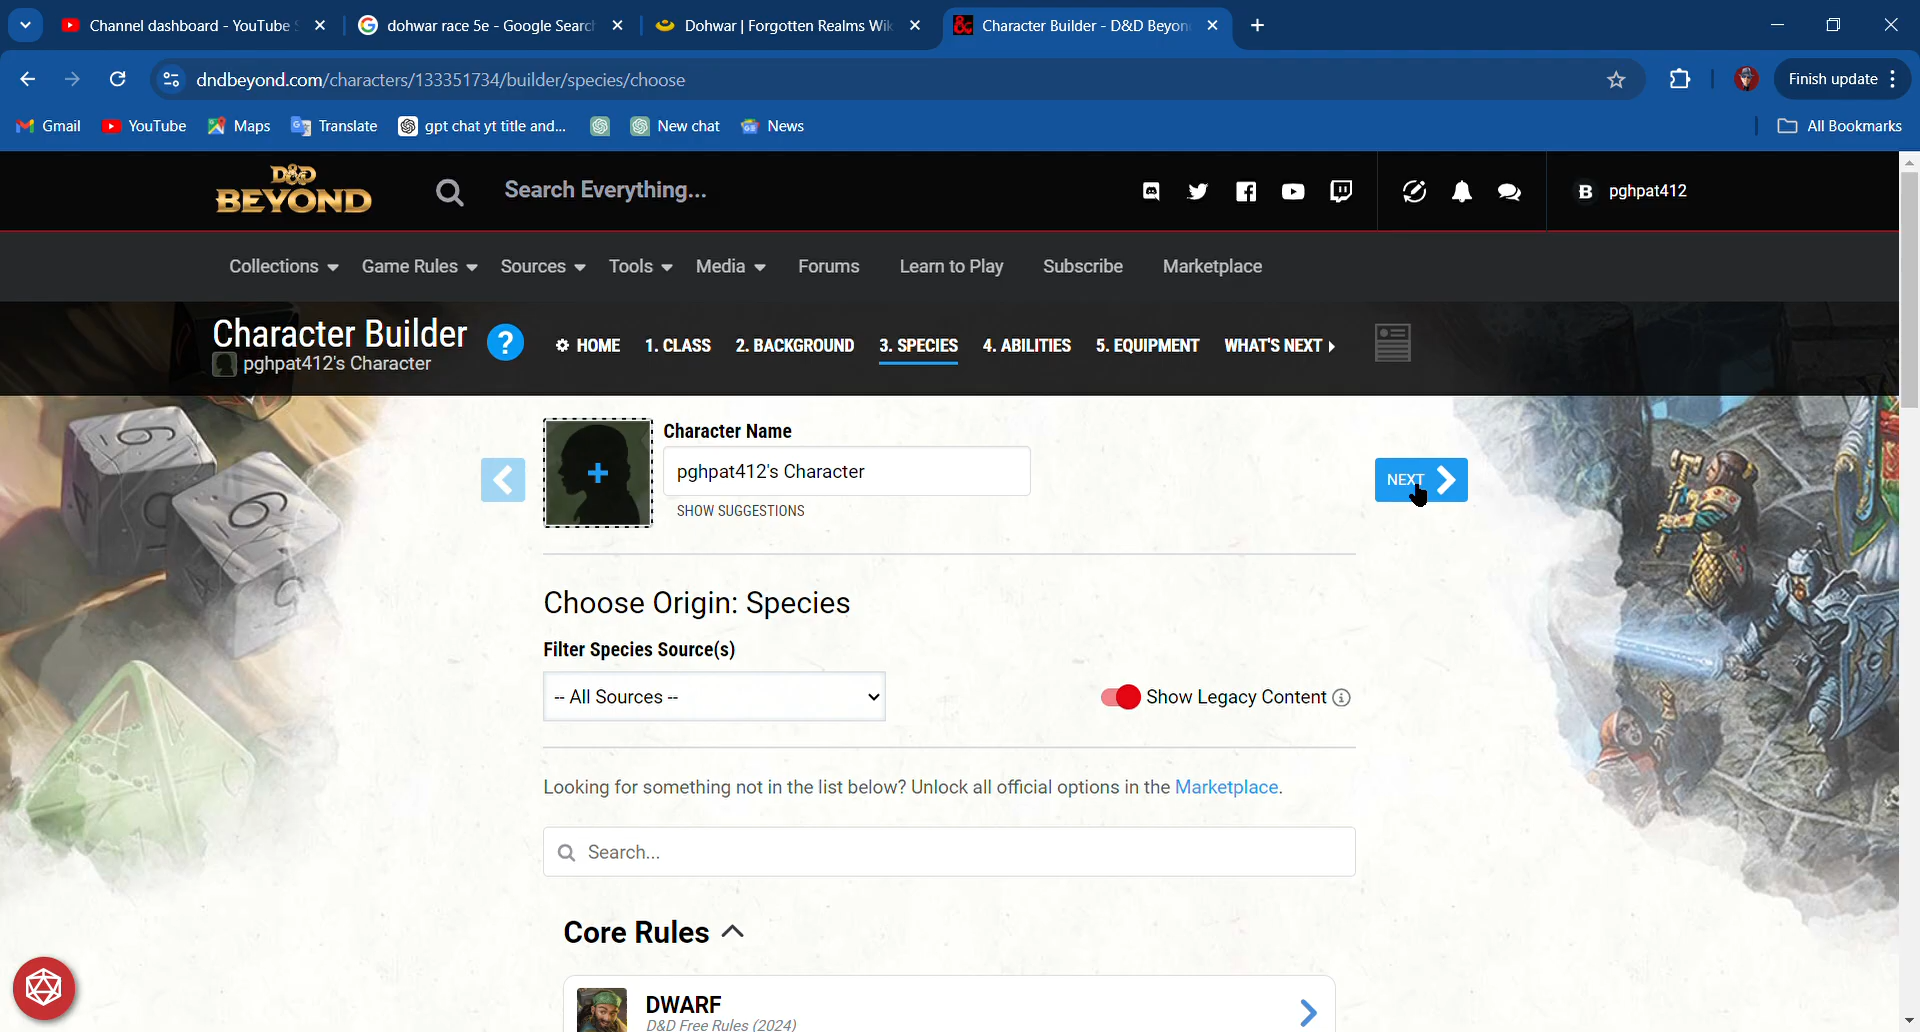 Channel dashboard - YouTube
dohwar race 5e - Google Search
Dohwar | Forgotten Realms Wik
Character Builder - D&D Beyon
dndbeyond.com/characters/133351734/builder/species/choose
Finish update
Gmail
YouTube
Maps
Translate
gpt chat yt title and...
New chat
News
All Bookmarks
D&D
BEYOND
Search Everything...
B
pghpat412
Collections
Game Rules
Sources
Tools
Media
Forums
Learn to Play
Subscribe
Marketplace
Character Builder
pghpat412's Character
?
HOME
1. CLASS
2. BACKGROUND
3. SPECIES
4. ABILITIES
5. EQUIPMENT
WHAT'S NEXT
Character Name
pghpat412's Character
SHOW SUGGESTIONS
NEXT
Choose Origin: Species
Filter Species Source(s)
-- All Sources --
Show Legacy Content
Looking for something not in the list below? Unlock all official options in the Marketplace.
Search...
Core Rules
DWARF
D&D Free Rules (2024)